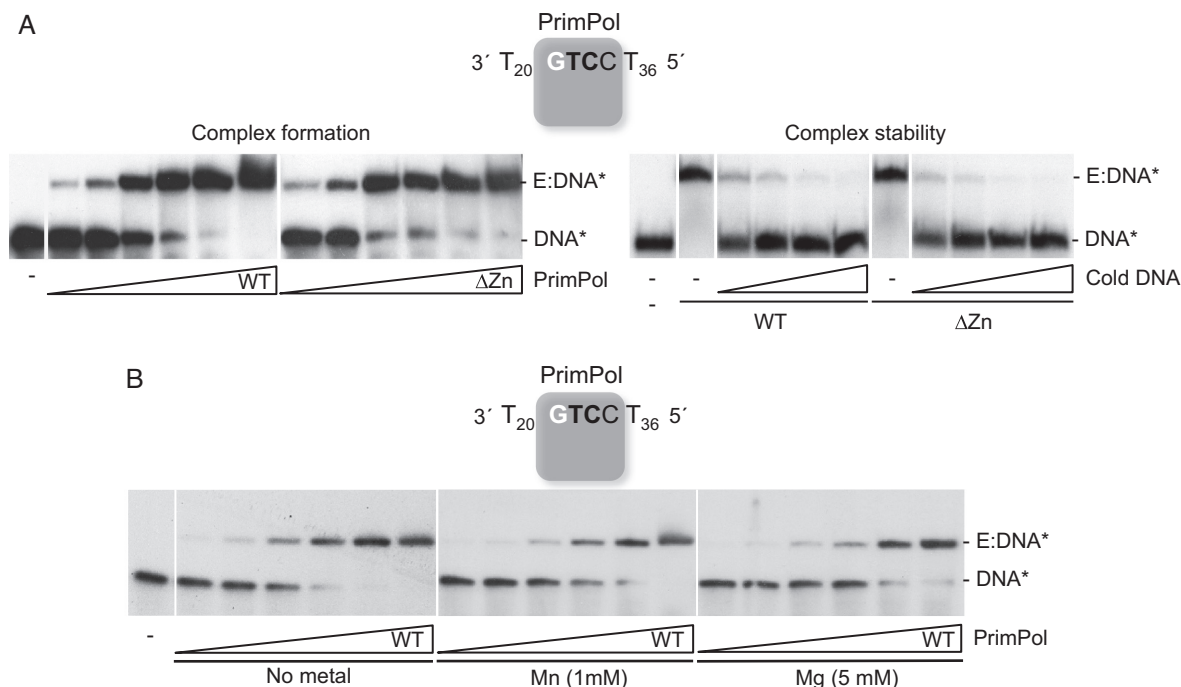 A
PrimPol
3´ T20 GTCC T36 5´
Complex formation
Complex stability
E:DNA*
DNA*
E:DNA*
DNA*
- WT ΔZn PrimPol
- - - Cold DNA
-
WT ΔZn
B
PrimPol
3´ T20 GTCC T36 5´
E:DNA*
DNA*
- WT WT WT PrimPol
No metal Mn (1mM) Mg (5 mM)